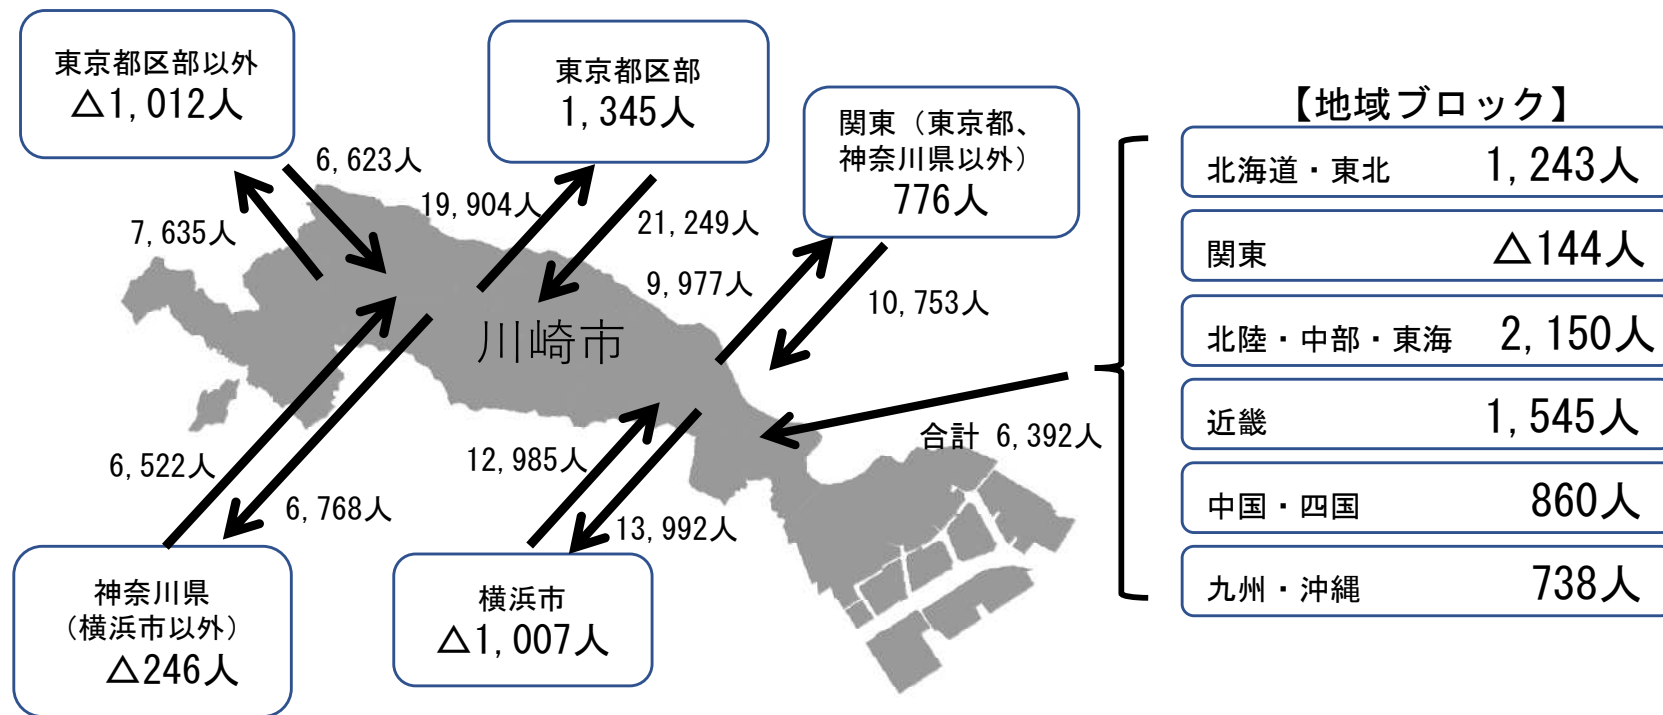 東京都区部以外
△1,012人
東京都区部
1,345人
関東（東京都、
神奈川県以外）
776人
6,623人
7,635人
19,904人
21,249人
9,977人
10,753人
川崎市
6,522人
6,768人
12,985人
13,992人
合計 6,392人
神奈川県
（横浜市以外）
△246人
横浜市
△1,007人
【地域ブロック】
北海道・東北 1,243人
関東 △144人
北陸・中部・東海 2,150人
近畿 1,545人
中国・四国 860人
九州・沖縄 738人